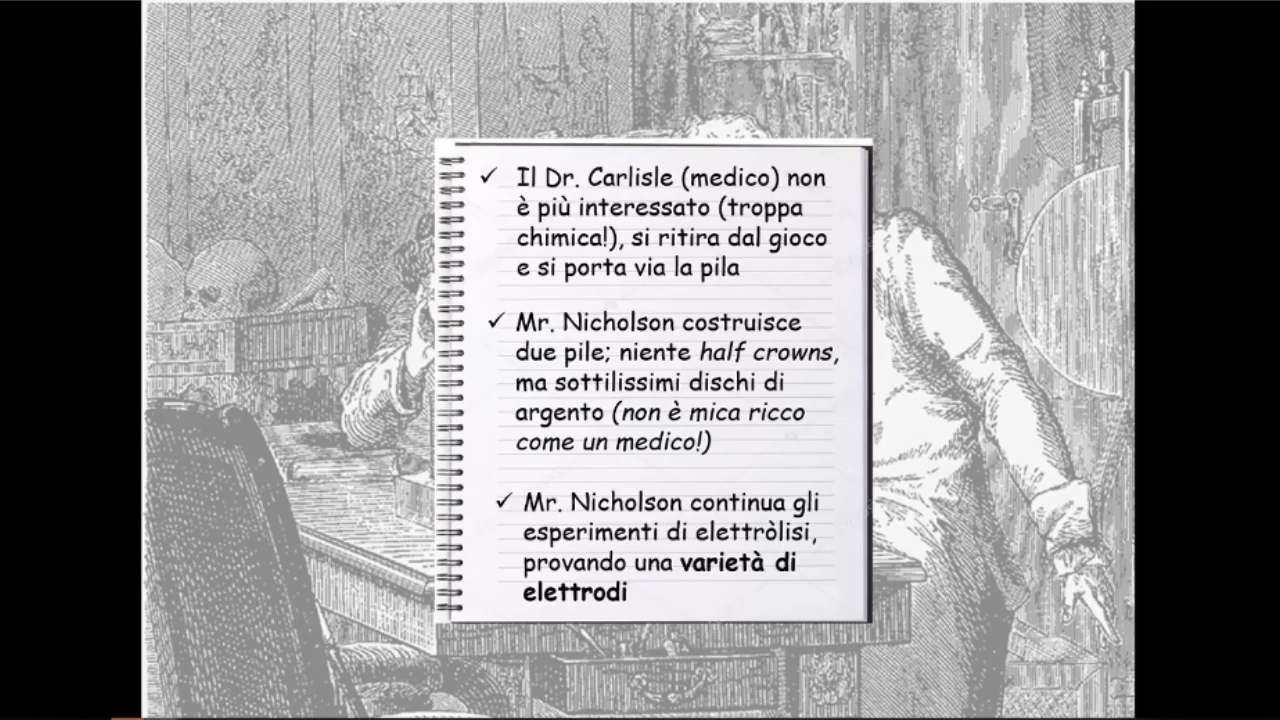 ✓ Il Dr. Carlisle (medico) non
è più interessato (troppa
chimica!), si ritira dal gioco
e si porta via la pila
✓ Mr. Nicholson costruisce
due pile; niente half crowns,
ma sottilissimi dischi di
argento (non è mica ricco
come un medico!)
✓ Mr. Nicholson continua gli
esperimenti di elettròlisi,
provando una varietà di
elettrodi